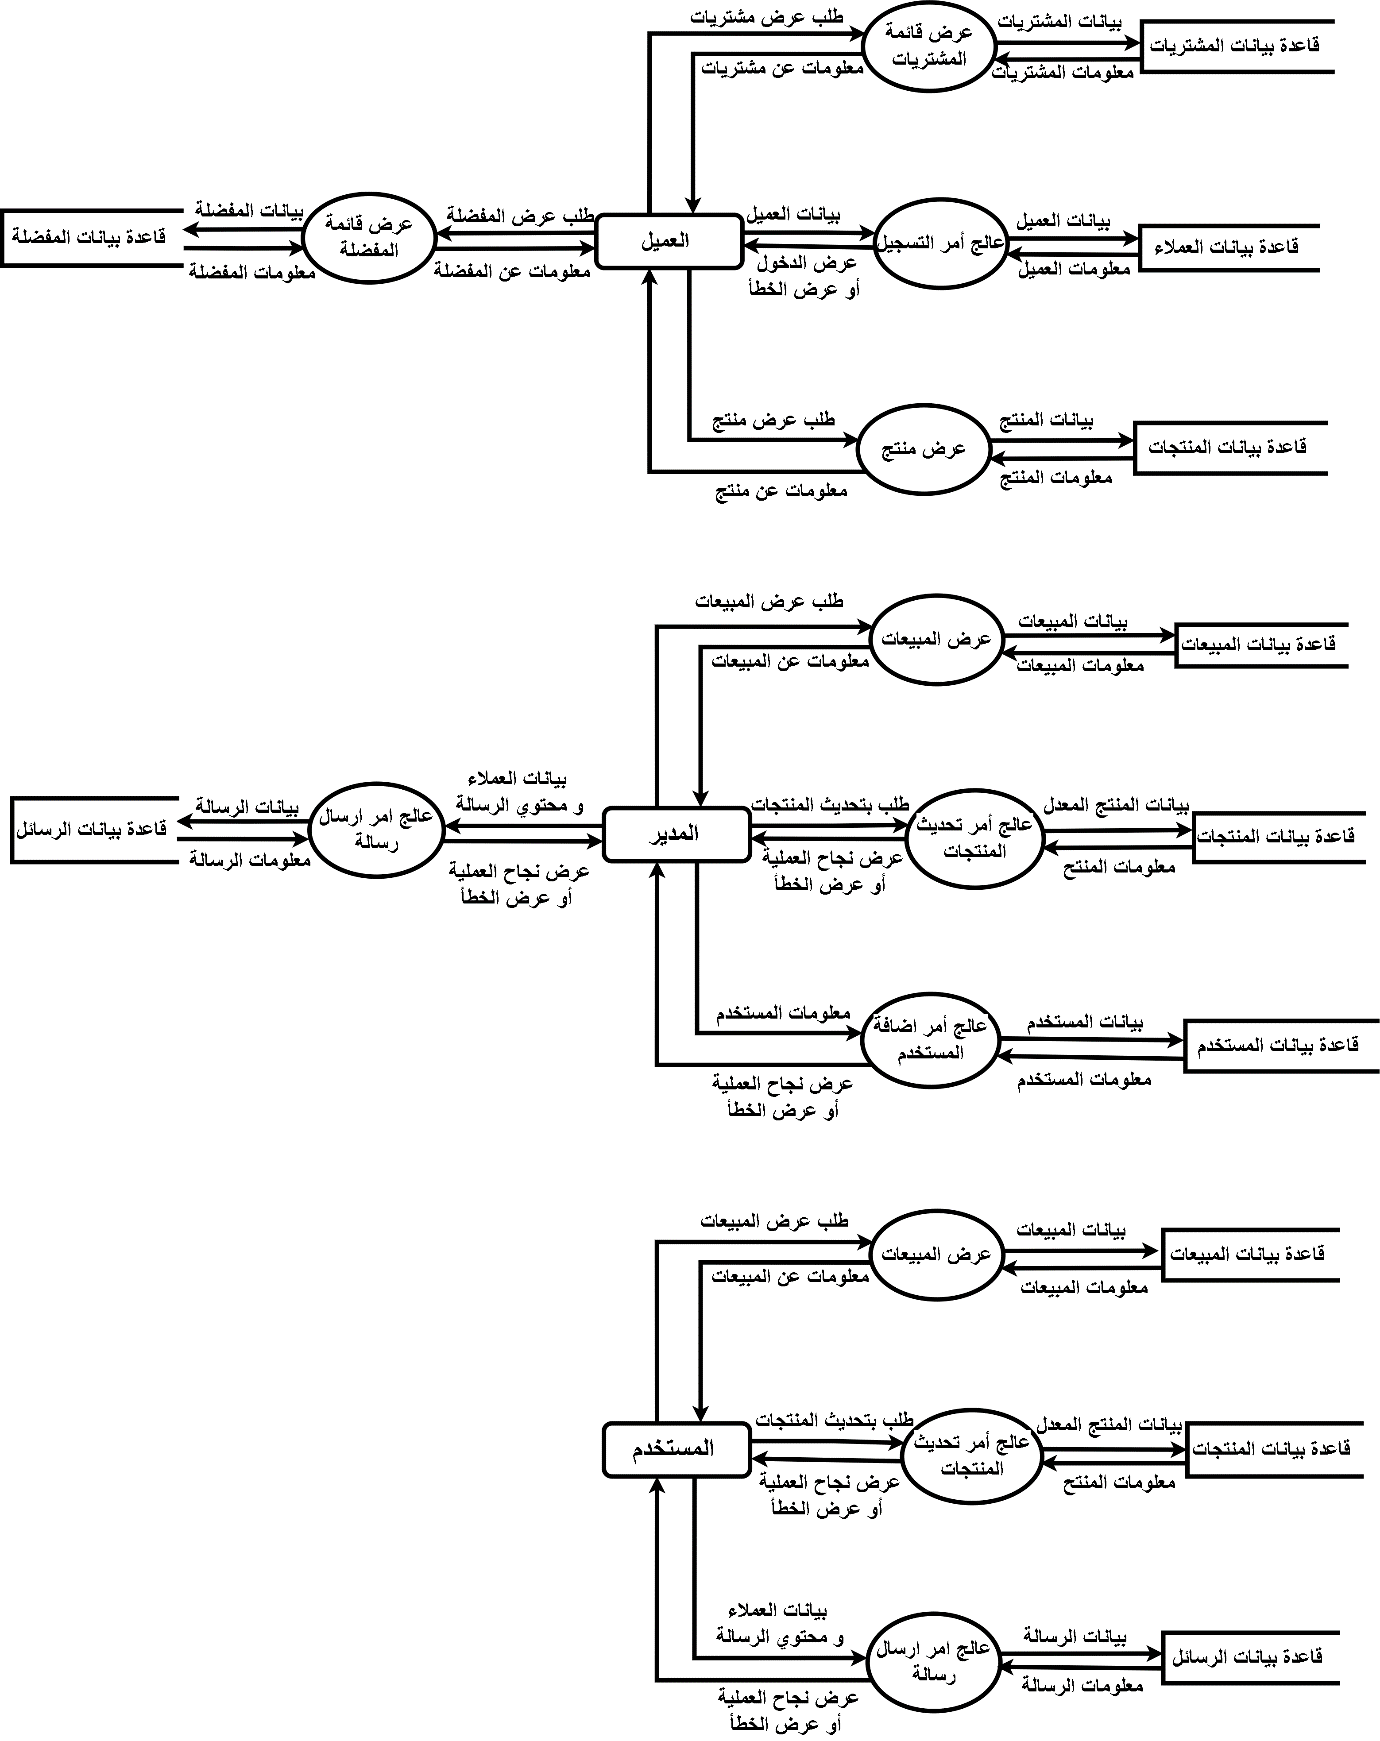 طلب عرض مشتريات
معلومات عن مشتريات
عرض قائمة
المشتريات
بيانات المشتريات
معلومات المشتريات
قاعدة بيانات المشتريات
العميل
بيانات العميل
عرض الدخول
أو عرض الخطأ
عالج أمر التسجيل
بيانات العميل
معلومات العميل
قاعدة بيانات العملاء
طلب عرض المفضلة
معلومات عن المفضلة
عرض قائمة
المفضلة
بيانات المفضلة
معلومات المفضلة
قاعدة بيانات المفضلة
طلب عرض منتج
معلومات عن منتج
عرض منتج
بيانات المنتج
معلومات المنتج
قاعدة بيانات المنتجات
طلب عرض المبيعات
معلومات عن المبيعات
عرض المبيعات
بيانات المبيعات
معلومات المبيعات
قاعدة بيانات المبيعات
المدير
طلب بتحديث المنتجات
عرض نجاح العملية
أو عرض الخطأ
عالج أمر تحديث
المنتجات
بيانات المنتج المعدل
معلومات المنتح
قاعدة بيانات المنتجات
بيانات العملاء
و محتوي الرسالة
عرض نجاح العملية
أو عرض الخطأ
عالج امر ارسال
رسالة
بيانات الرسالة
معلومات الرسالة
قاعدة بيانات الرسائل
معلومات المستخدم
عرض نجاح العملية
أو عرض الخطأ
عالج أمر اضافة
المستخدم
بيانات المستخدم
معلومات المستخدم
قاعدة بيانات المستخدم
طلب عرض المبيعات
معلومات عن المبيعات
عرض المبيعات
بيانات المبيعات
معلومات المبيعات
قاعدة بيانات المبيعات
المستخدم
طلب بتحديث المنتجات
عرض نجاح العملية
أو عرض الخطأ
عالج أمر تحديث
المنتجات
بيانات المنتج المعدل
معلومات المنتح
قاعدة بيانات المنتجات
بيانات العملاء
و محتوي الرسالة
عرض نجاح العملية
أو عرض الخطأ
عالج امر ارسال
رسالة
بيانات الرسالة
معلومات الرسالة
قاعدة بيانات الرسائل